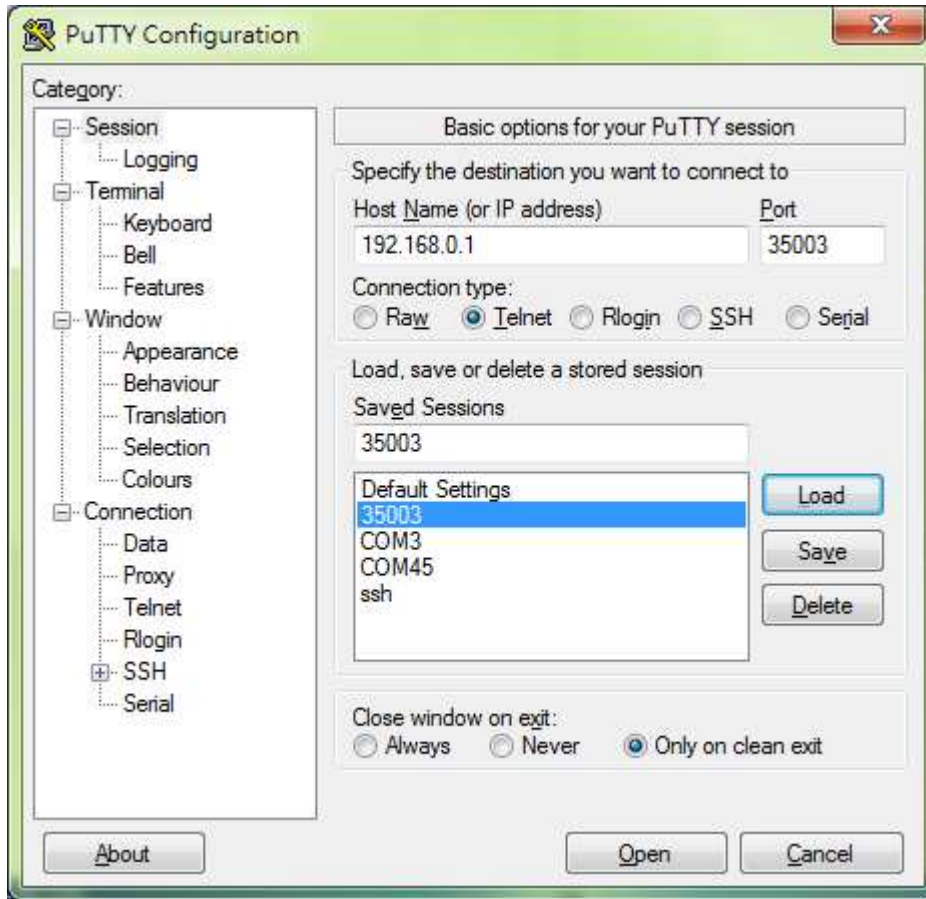 PuTTY Configuration
Category:
Session
Logging
Terminal
Keyboard
Bell
Features
Window
Appearance
Behaviour
Translation
Selection
Colours
Connection
Data
Proxy
Telnet
Rlogin
SSH
Serial
Basic options for your PuTTY session
Specify the destination you want to connect to
Host Name (or IP address) Port
192.168.0.1 35003
Connection type:
Raw Telnet Rlogin SSH Serial
Load, save or delete a stored session
Saved Sessions
35003
Default Settings
35003
COM3
COM45
ssh
Load
Save
Delete
Close window on exit:
Always Never Only on clean exit
About Open Cancel